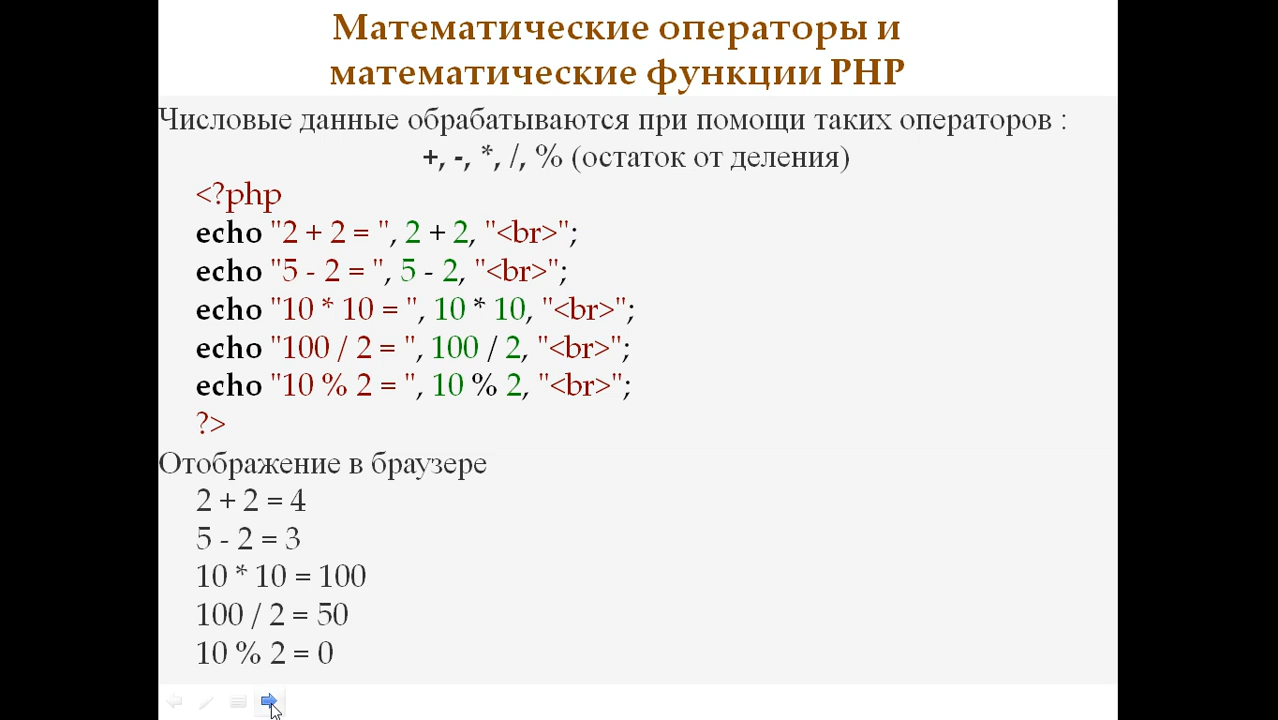 Математические операторы и
математические функции PHP
Числовые данные обрабатываются при помощи таких операторов :
+, -, *, /, % (остаток от деления)
<?php
echo "2 + 2 = ", 2 + 2, "<br>";
echo "5 - 2 = ", 5 - 2, "<br>";
echo "10 * 10 = ", 10 * 10, "<br>";
echo "100 / 2 = ", 100 / 2, "<br>";
echo "10 % 2 = ", 10 % 2, "<br>";
?>
Отображение в браузере
2 + 2 = 4
5 - 2 = 3
10 * 10 = 100
100 / 2 = 50
10 % 2 = 0